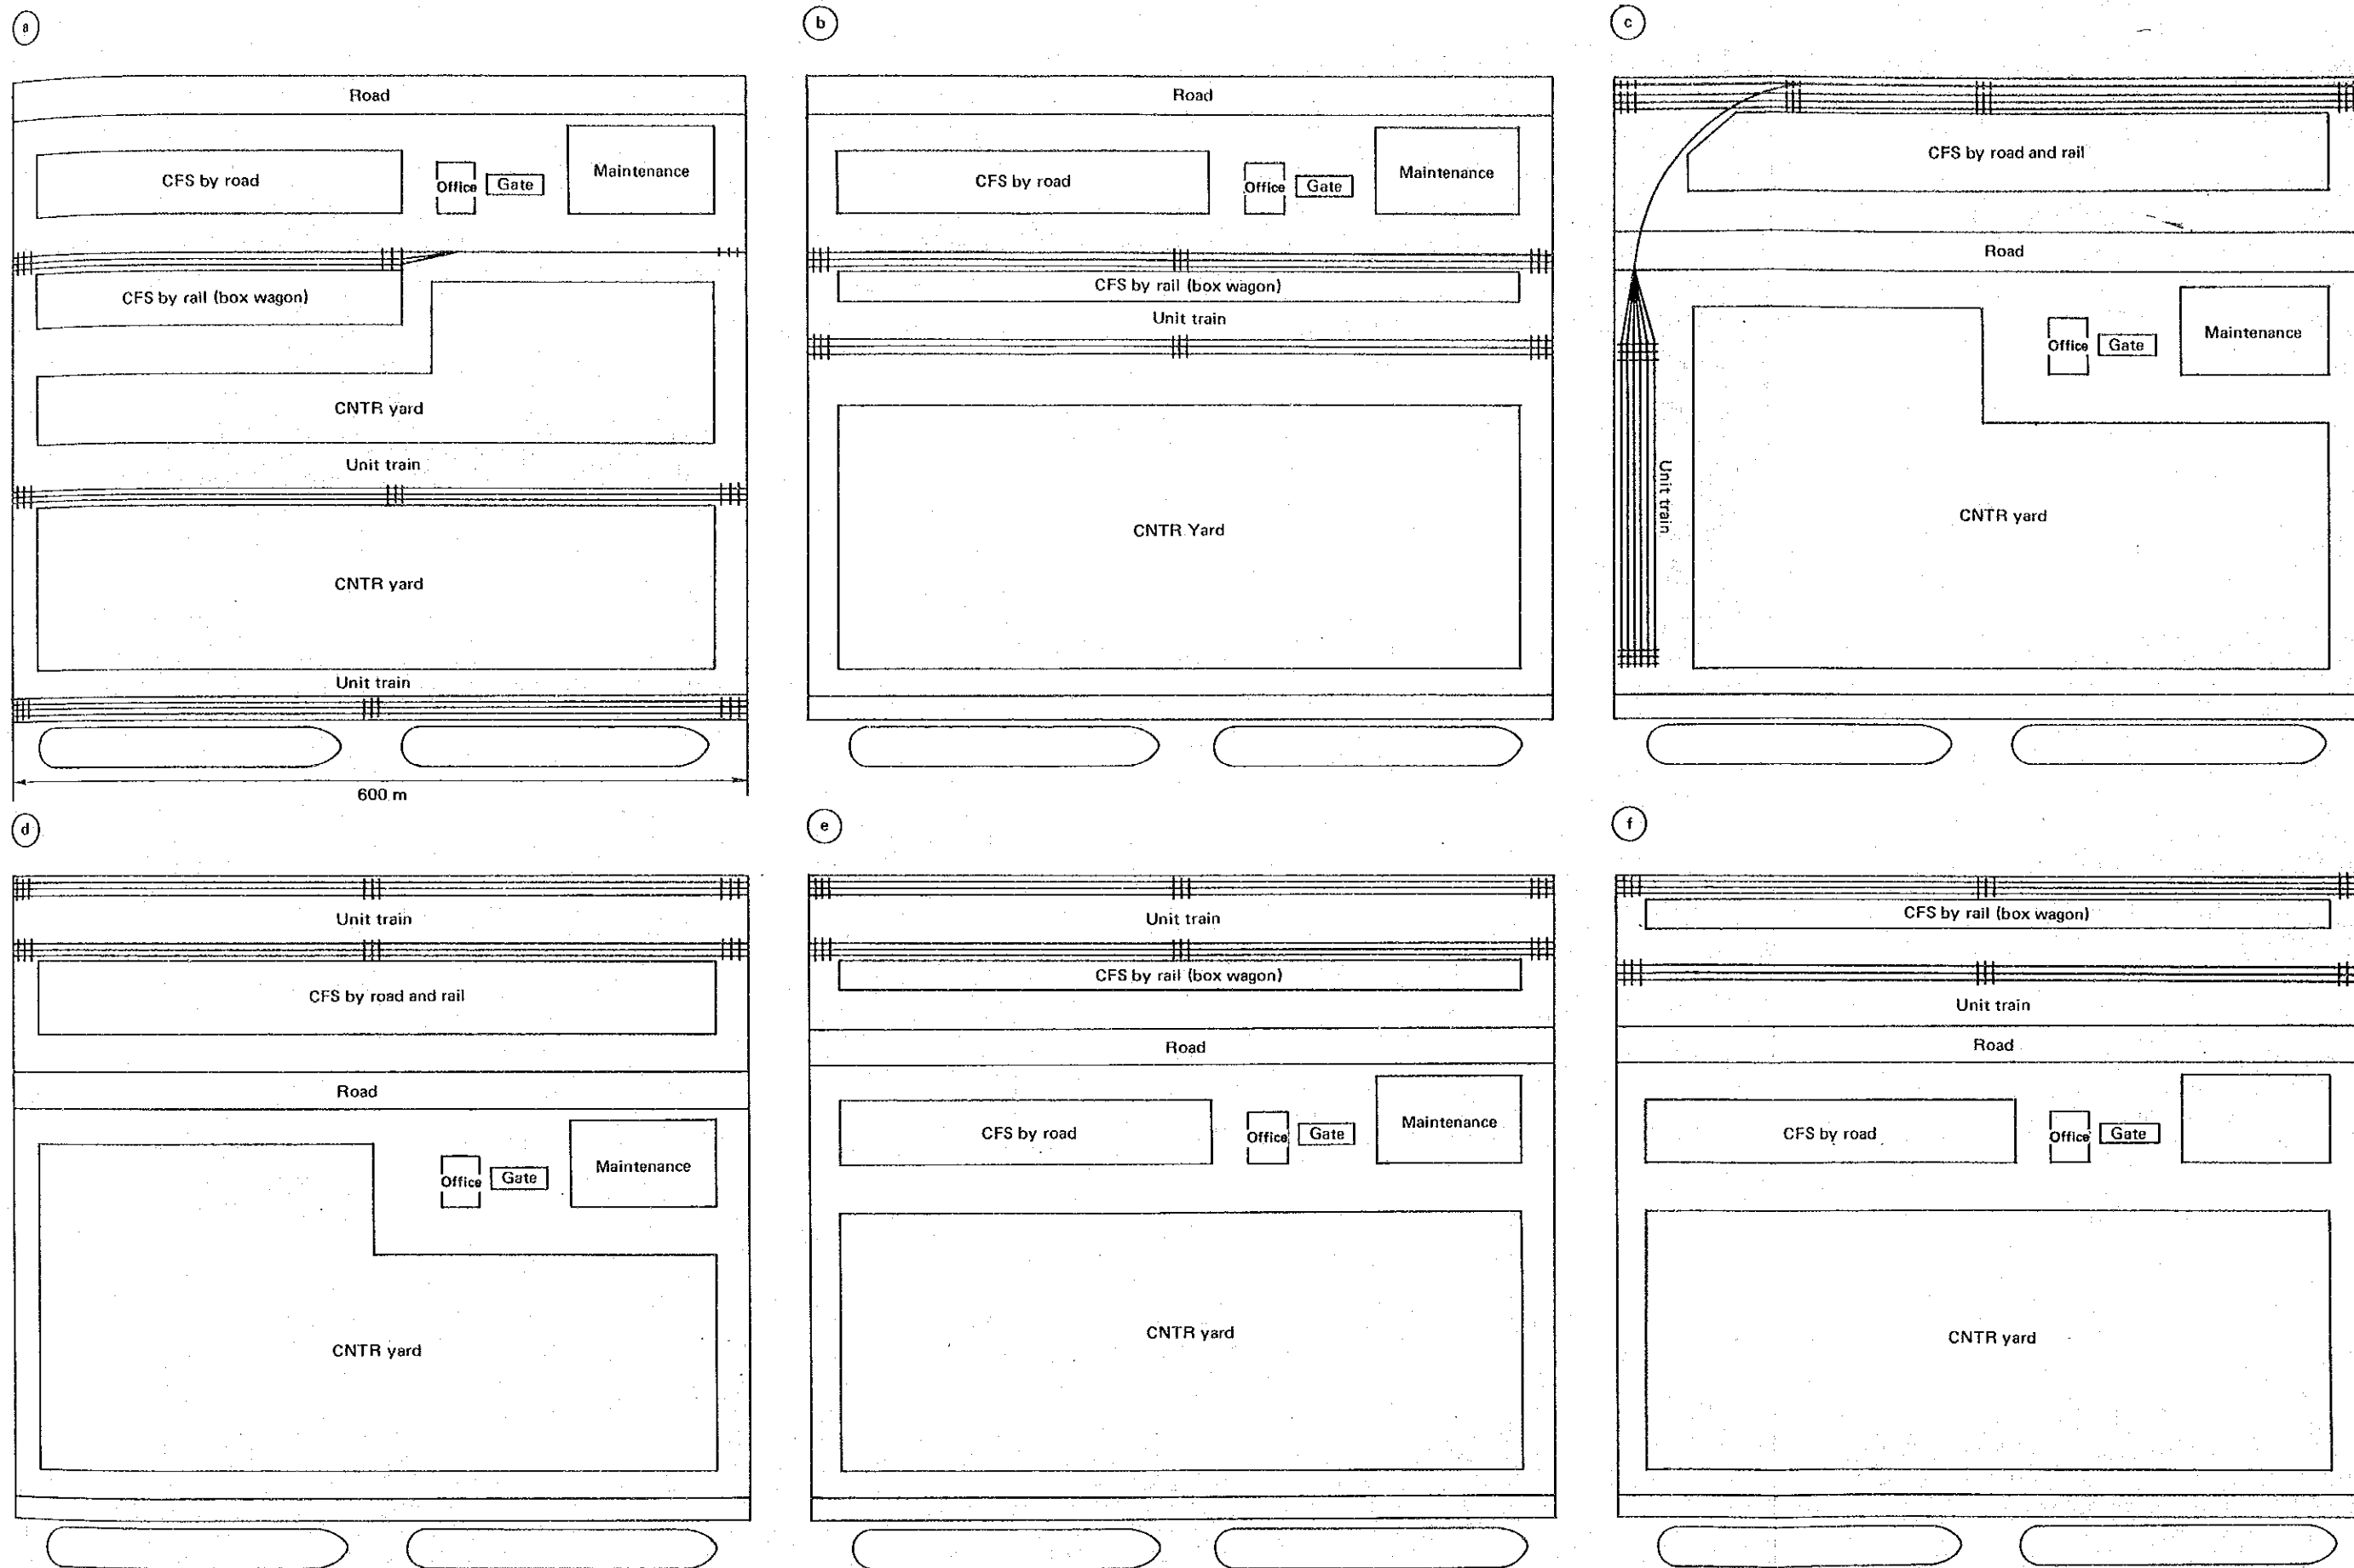 a
Road
CFS by road
Office
Gate
Maintenance
CFS by rail (box wagon)
CNTR yard
Unit train
CNTR yard
Unit train
600 m
b
Road
CFS by road
Office
Gate
Maintenance
CFS by rail (box wagon)
Unit train
CNTR Yard
c
CFS by road and rail
Road
Office
Gate
Maintenance
Unit train
CNTR yard
d
Unit train
CFS by road and rail
Road
Office
Gate
Maintenance
CNTR yard
e
Unit train
CFS by rail (box wagon)
Road
CFS by road
Office
Gate
Maintenance
CNTR yard
f
CFS by rail (box wagon)
Unit train
Road
CFS by road
Office
Gate
CNTR yard